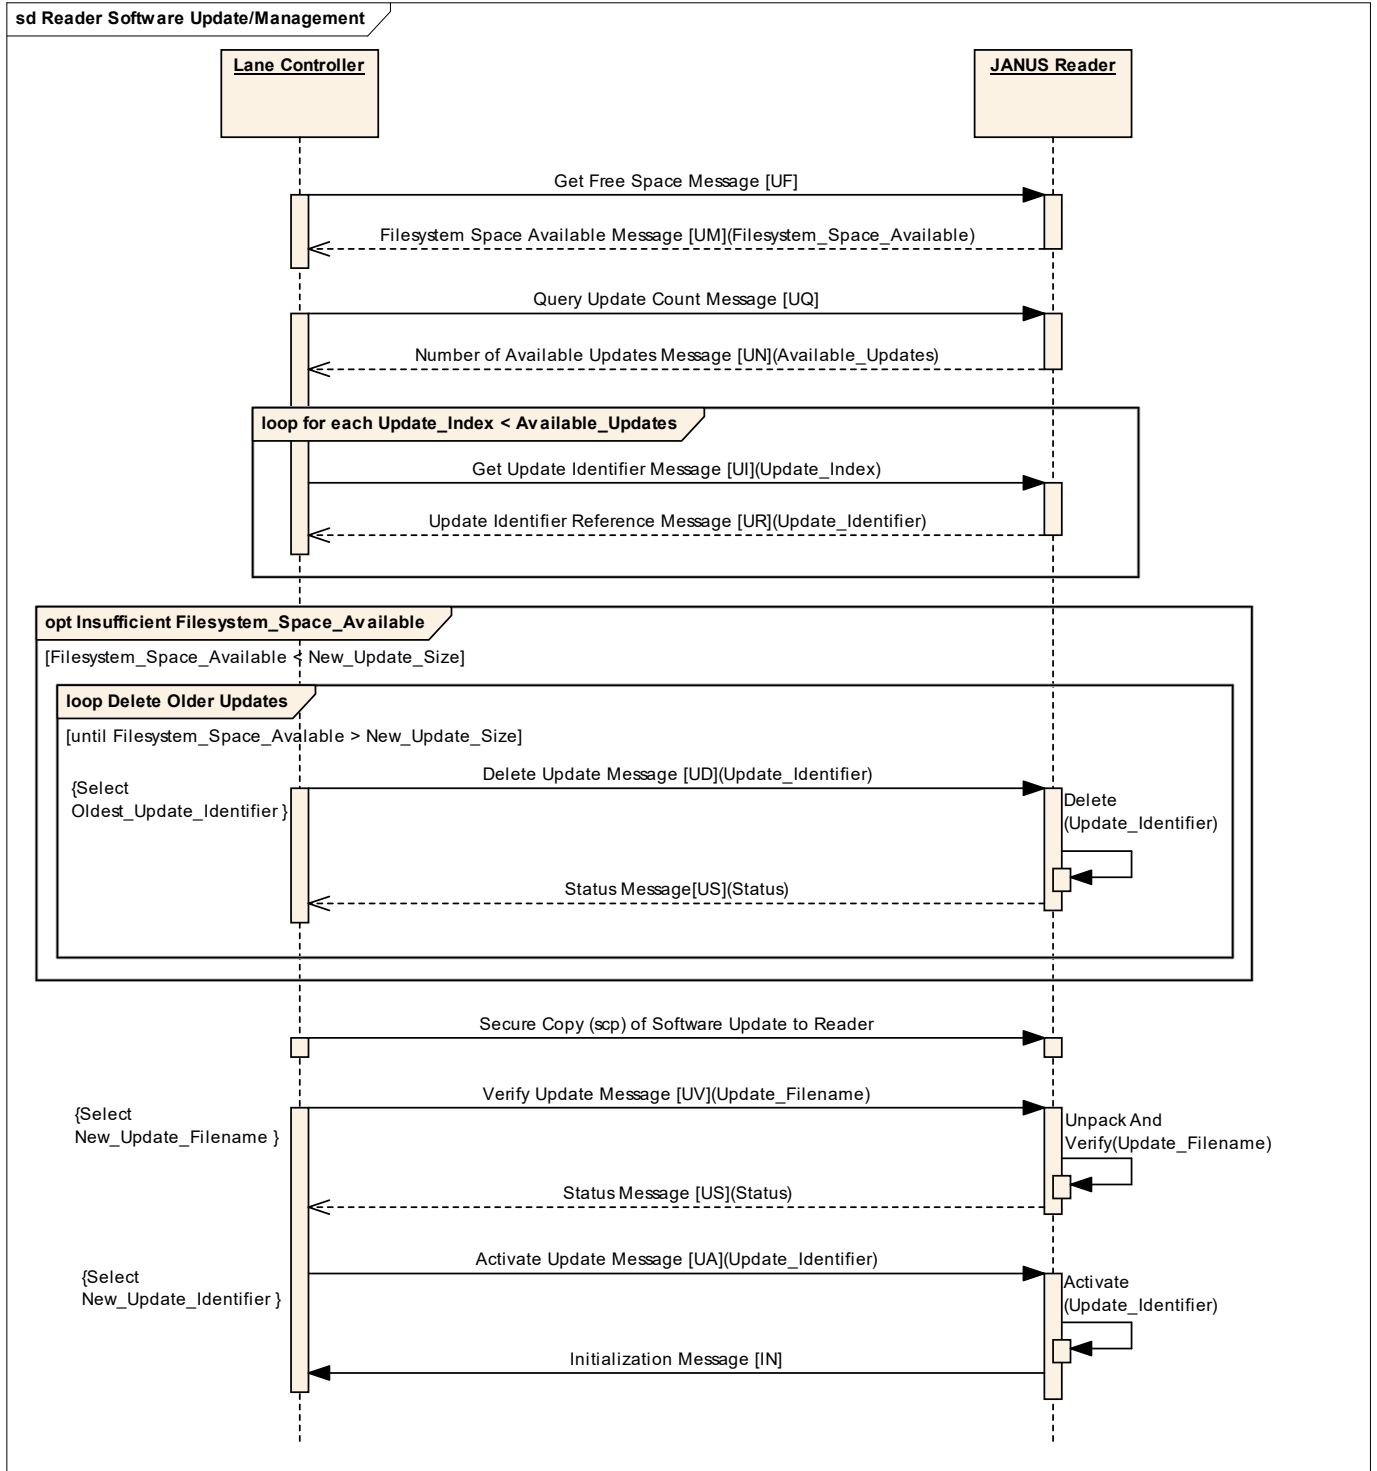 sd Reader Software Update/Management
Lane Controller
JANUS Reader
Get Free Space Message [UF]
Filesystem Space Available Message [UM](Filesystem_Space_Available)
Query Update Count Message [UQ]
Number of Available Updates Message [UN](Available_Updates)
loop for each Update_Index < Available_Updates
Get Update Identifier Message [UI](Update_Index)
Update Identifier Reference Message [UR](Update_Identifier)
opt Insufficient Filesystem_Space_Available
[Filesystem_Space_Available < New_Update_Size]
loop Delete Older Updates
[until Filesystem_Space_Avalable > New_Update_Size]
Delete Update Message [UD](Update_Identifier)
{Select
Oldest_Update_Identifier }
Delete
(Update_Identifier)
Status Message[US](Status)
Secure Copy (scp) of Software Update to Reader
Verify Update Message [UV](Update_Filename)
{Select
New_Update_Filename }
Unpack And
Verify(Update_Filename)
Status Message [US](Status)
Activate Update Message [UA](Update_Identifier)
{Select
New_Update_Identifier }
Activate
(Update_Identifier)
Initialization Message [IN]